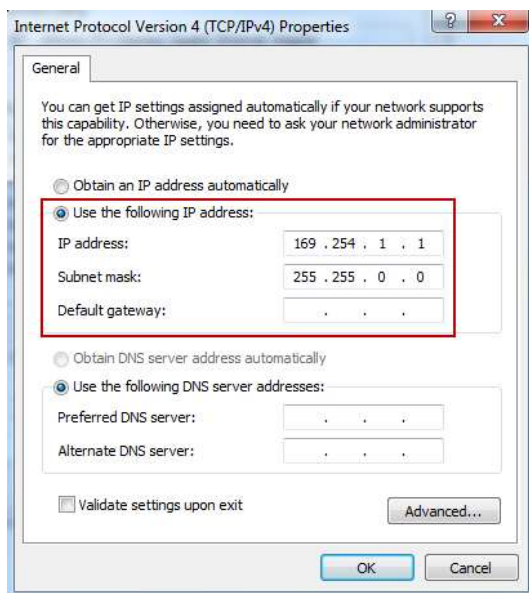 Internet Protocol Version 4 (TCP/IPv4) Properties
General
You can get IP settings assigned automatically if your network supports
this capability. Otherwise, you need to ask your network administrator
for the appropriate IP settings.
Obtain an IP address automatically
Use the following IP address:
IP address: 169 . 254 . 1 . 1
Subnet mask: 255 . 255 . 0 . 0
Default gateway: . . .
Obtain DNS server address automatically
Use the following DNS server addresses:
Preferred DNS server: . . .
Alternate DNS server: . . .
Validate settings upon exit
Advanced...
OK Cancel